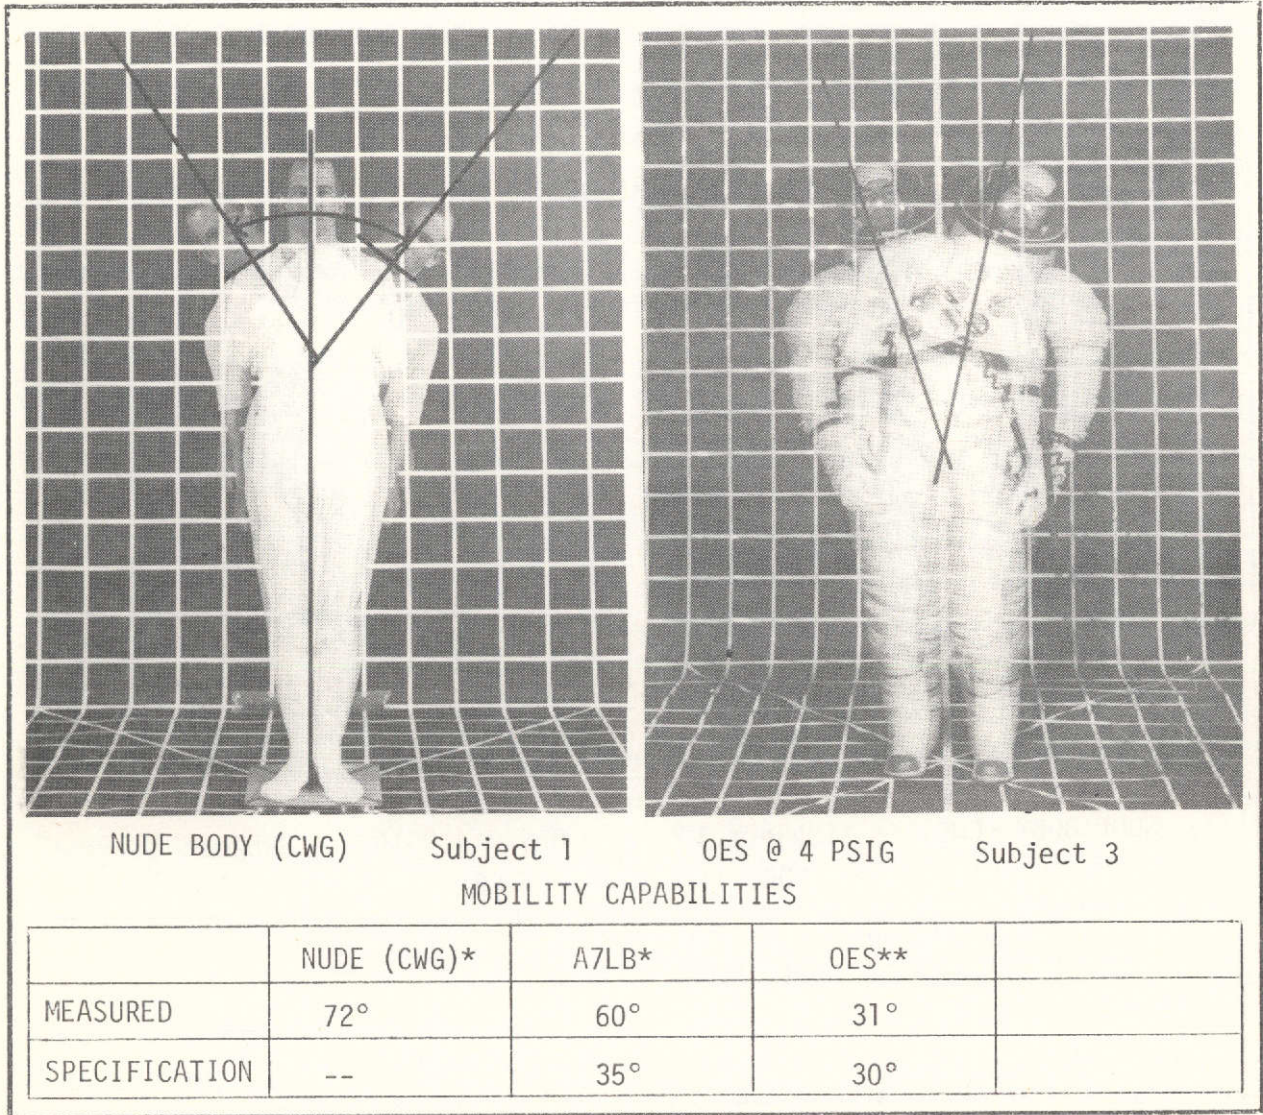 NUDE BODY (CWG) Subject 1 OES @ 4 PSIG Subject 3
MOBILITY CAPABILITIES
NUDE (CWG)* A7LB* OES**
MEASURED 72° 60° 31°
SPECIFICATION -- 35° 30°